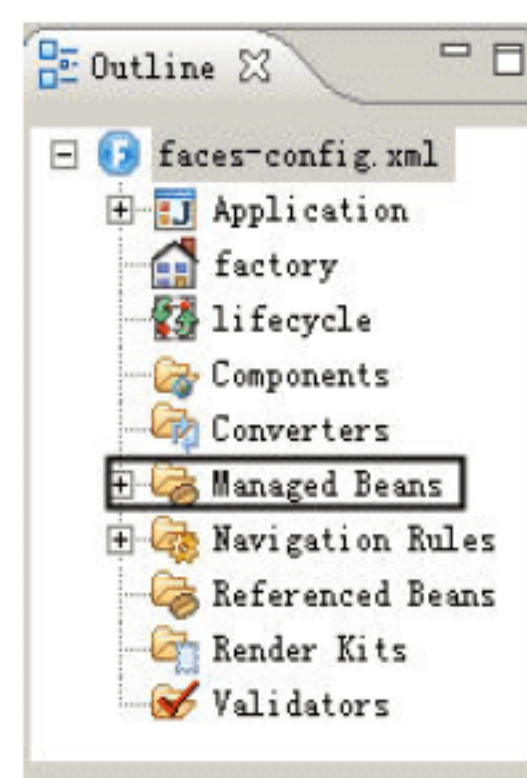 Outline
faces-config.xml
Application
factory
lifecycle
Components
Converters
Managed Beans
Navigation Rules
Referenced Beans
Render Kits
Validators